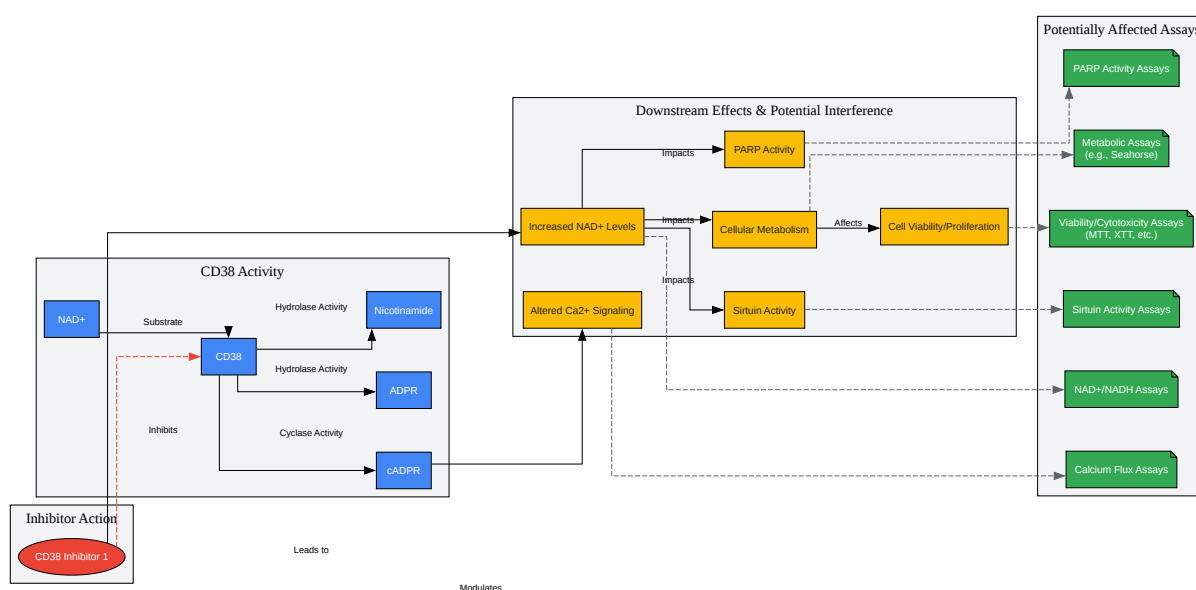 Potentially Affected Assays
PARP Activity Assays
Metabolic Assays
(e.g., Seahorse)
Viability/Cytotoxicity Assays
(MTT, XTT, etc.)
Sirtuin Activity Assays
NAD+/NADH Assays
Calcium Flux Assays
Downstream Effects & Potential Interference
PARP Activity
Impacts
Increased NAD+ Levels
Impacts
Cellular Metabolism
Affects
Cell Viability/Proliferation
Impacts
Altered Ca2+ Signaling
Sirtuin Activity
CD38 Activity
NAD+
Substrate
Hydrolase Activity
Nicotinamide
CD38
Hydrolase Activity
ADPR
Inhibits
Cyclase Activity
cADPR
Inhibitor Action
CD38 Inhibitor 1
Leads to
Modulates